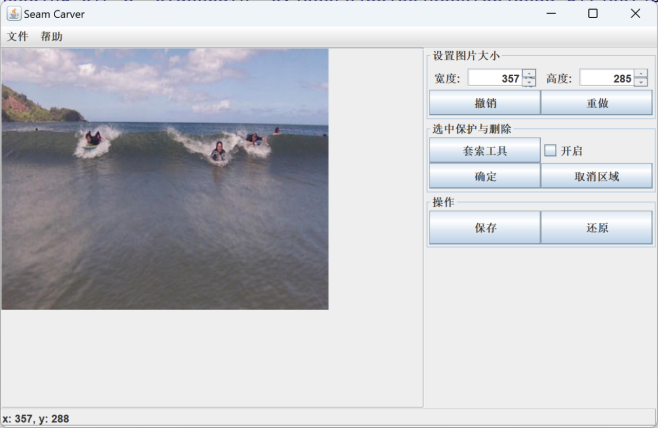 Seam Carver
文件 帮助
设置图片大小
宽度: 357 高度: 285
撤销 重做
选中保护与删除
套索工具 开启
确定 取消区域
操作
保存 还原
x: 357, y: 288